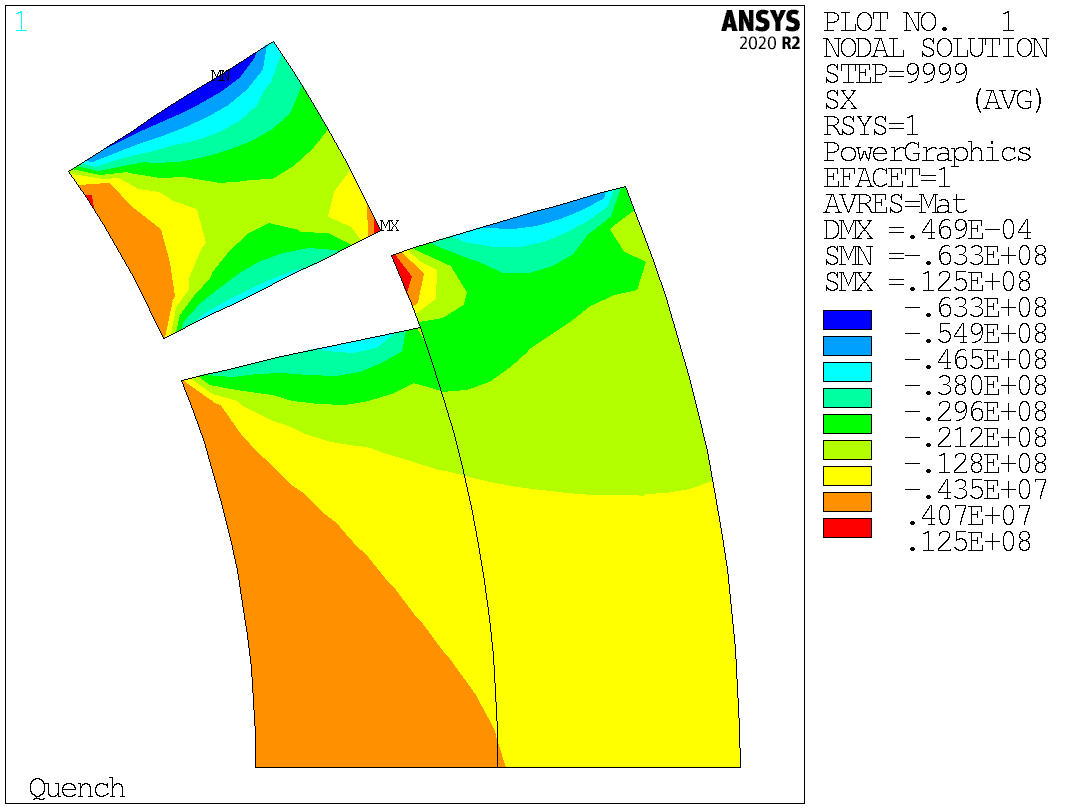 1
ANSYS
2020 R2
MN
MX
Quench
PLOT NO.   1
NODAL SOLUTION
STEP=9999
SX       (AVG)
RSYS=1
PowerGraphics
EFACET=1
AVRES=Mat
DMX =.469E-04
SMN =-.633E+08
SMX =.125E+08
-.633E+08
-.549E+08
-.465E+08
-.380E+08
-.296E+08
-.212E+08
-.128E+08
-.435E+07
.407E+07
.125E+08